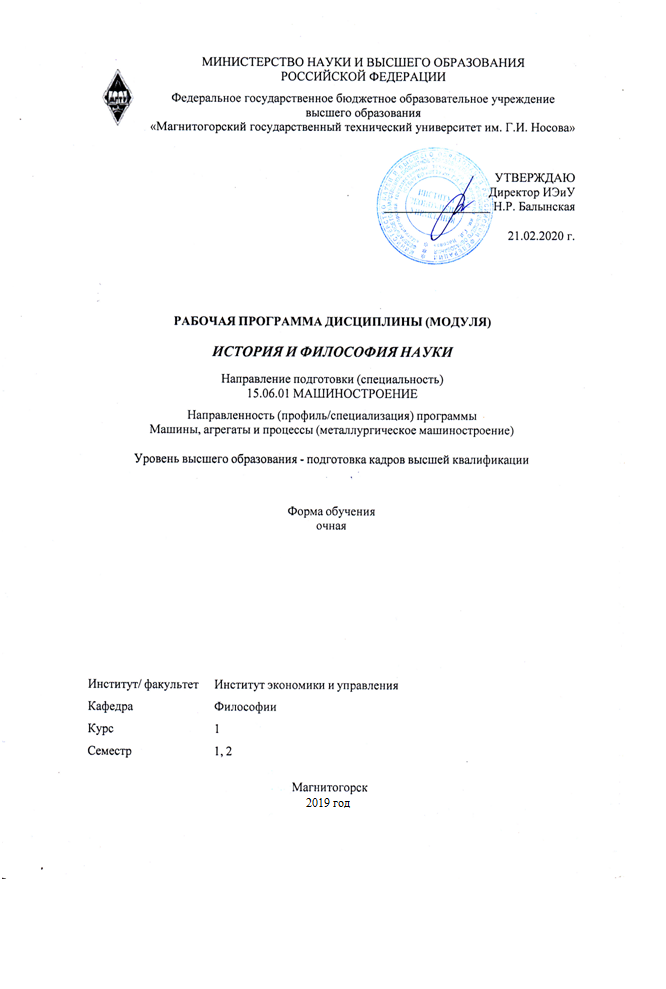 МИНИСТЕРСТВО НАУКИ И ВЫСШЕГО ОБРАЗОВАНИЯ
РОССИЙСКОЙ ФЕДЕРАЦИИ
Федеральное государственное бюджетное образовательное учреждение
высшего образования
«Магнитогорский государственный технический университет им. Г.И. Носова»
УТВЕРЖДАЮ
Директор ИЭиУ
Н.Р. Балынская
21.02.2020 г.
РАБОЧАЯ ПРОГРАММА ДИСЦИПЛИНЫ (МОДУЛЯ)
ИСТОРИЯ И ФИЛОСОФИЯ НАУКИ
Направление подготовки (специальность)
15.06.01 МАШИНОСТРОЕНИЕ
Направленность (профиль/специализация) программы
Машины, агрегаты и процессы (металлургическое машиностроение)
Уровень высшего образования - подготовка кадров высшей квалификации
Форма обучения
очная
Институт/ факультет Институт экономики и управления
Кафедра Философии
Курс 1
Семестр 1, 2
Магнитогорск
2019 год